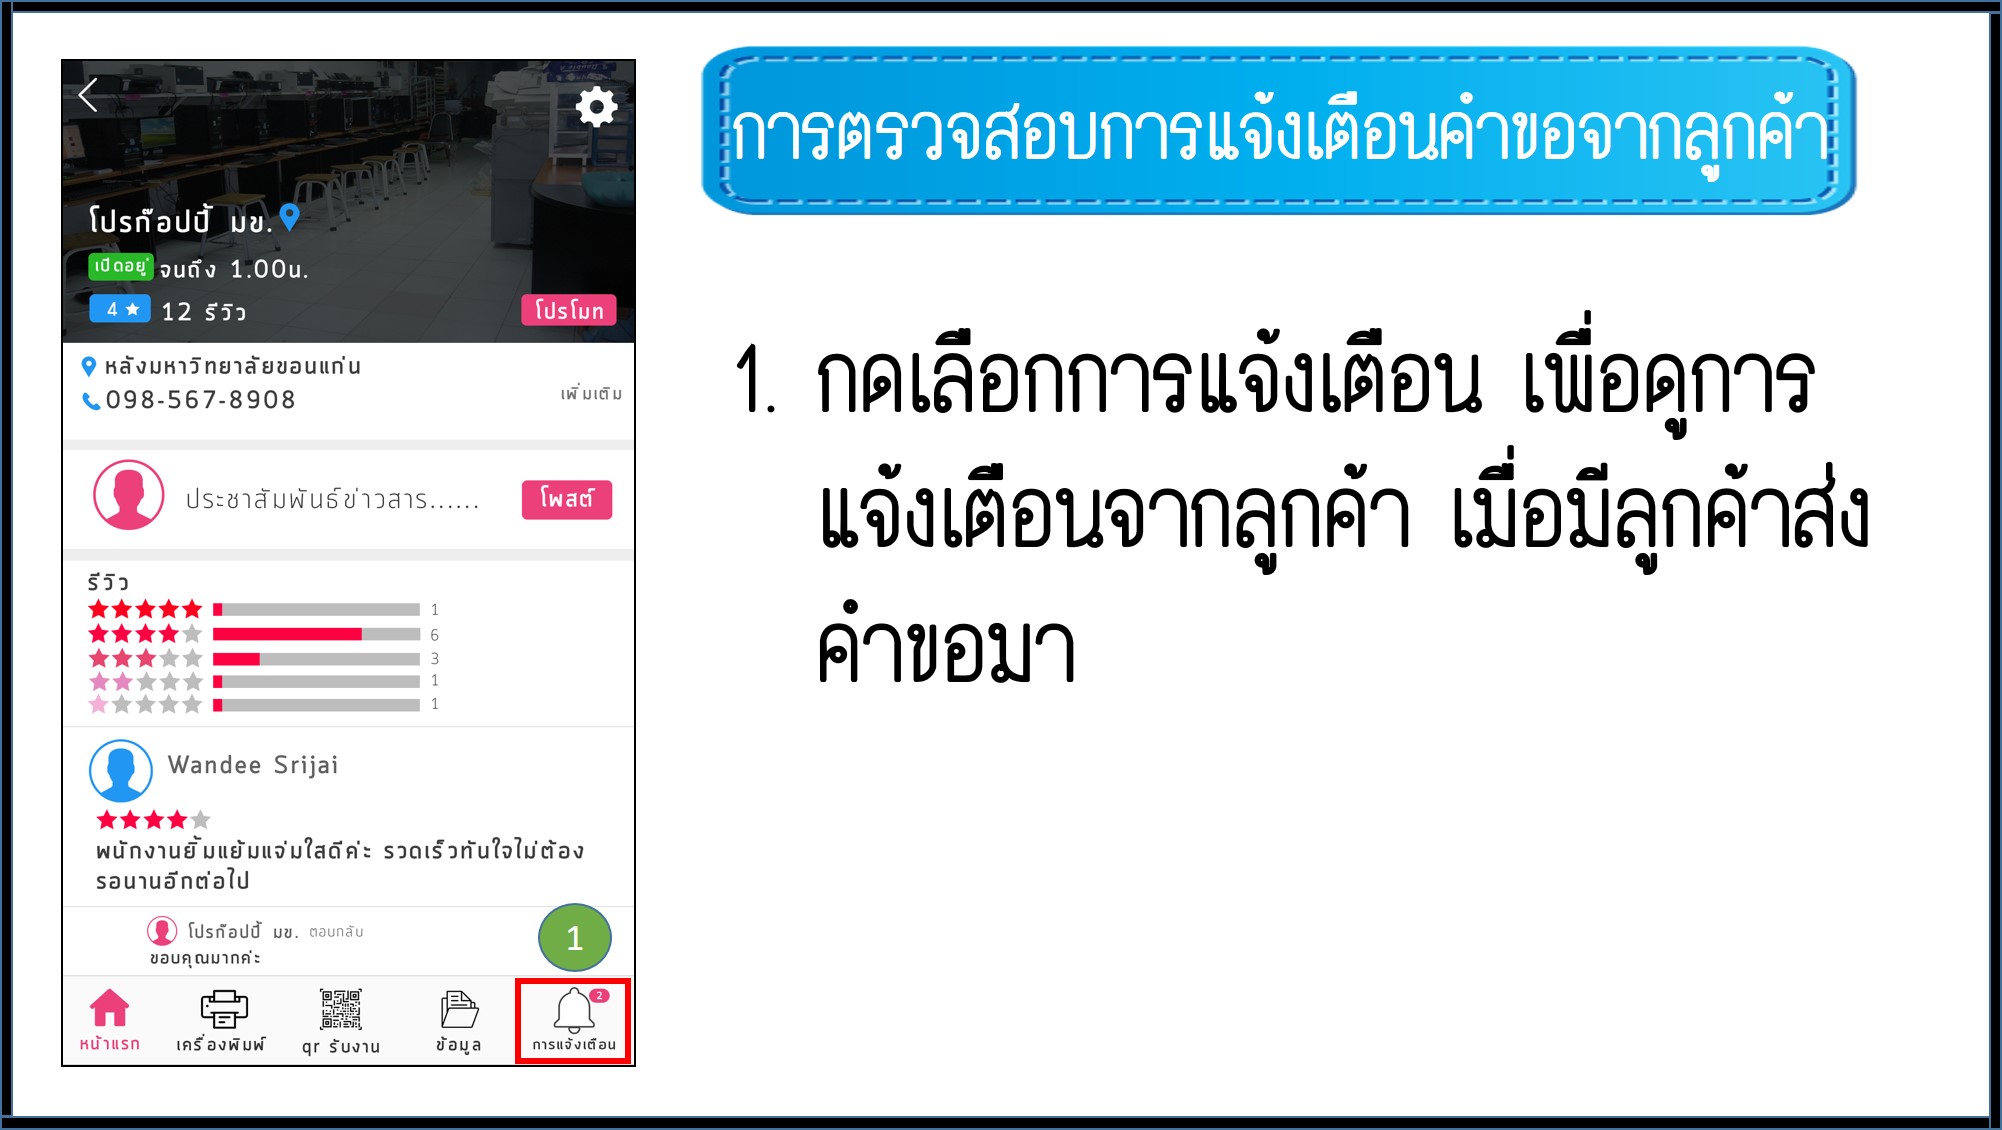 การตรวจสอบการแจ้งเตือนคำขอจากลูกค้า
โปรก๊อปปี้ มข.
เปิดอยู่ จนถึง 1.00น.
4 ★ 12 รีวิว
โปรโมท
หลังมหาวิทยาลัยขอนแก่น
098-567-8908
เพิ่มเติม
ประชาสัมพันธ์ข่าวสาร......
โพสต์
รีวิว
1
6
3
1
1
Wandee Srijai
พนักงานยิ้มแย้มแจ่มใสดีค่ะ รวดเร็วทันใจไม่ต้อง
รอนานอีกต่อไป
โปรก๊อปปี้ มข. ตอบกลับ
ขอบคุณมากค่ะ
1
2
หน้าแรก
เครื่องพิมพ์
qr รับงาน
ข้อมูล
การแจ้งเตือน
1. กดเลือกการแจ้งเตือน เพื่อดูการ
แจ้งเตือนจากลูกค้า เมื่อมีลูกค้าส่ง
คำขอมา